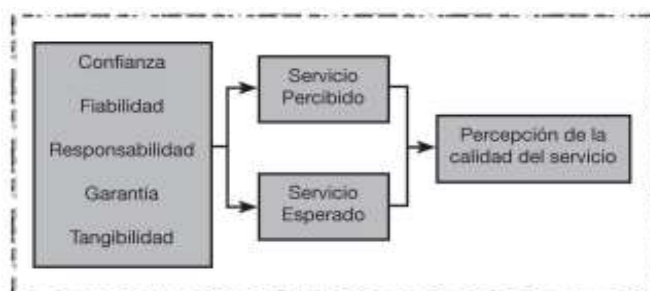 Confianza
Fiabilidad
Responsabilidad
Garantía
Tangibilidad
Servicio
Percibido
Servicio
Esperado
Percepción de la
calidad del servicio